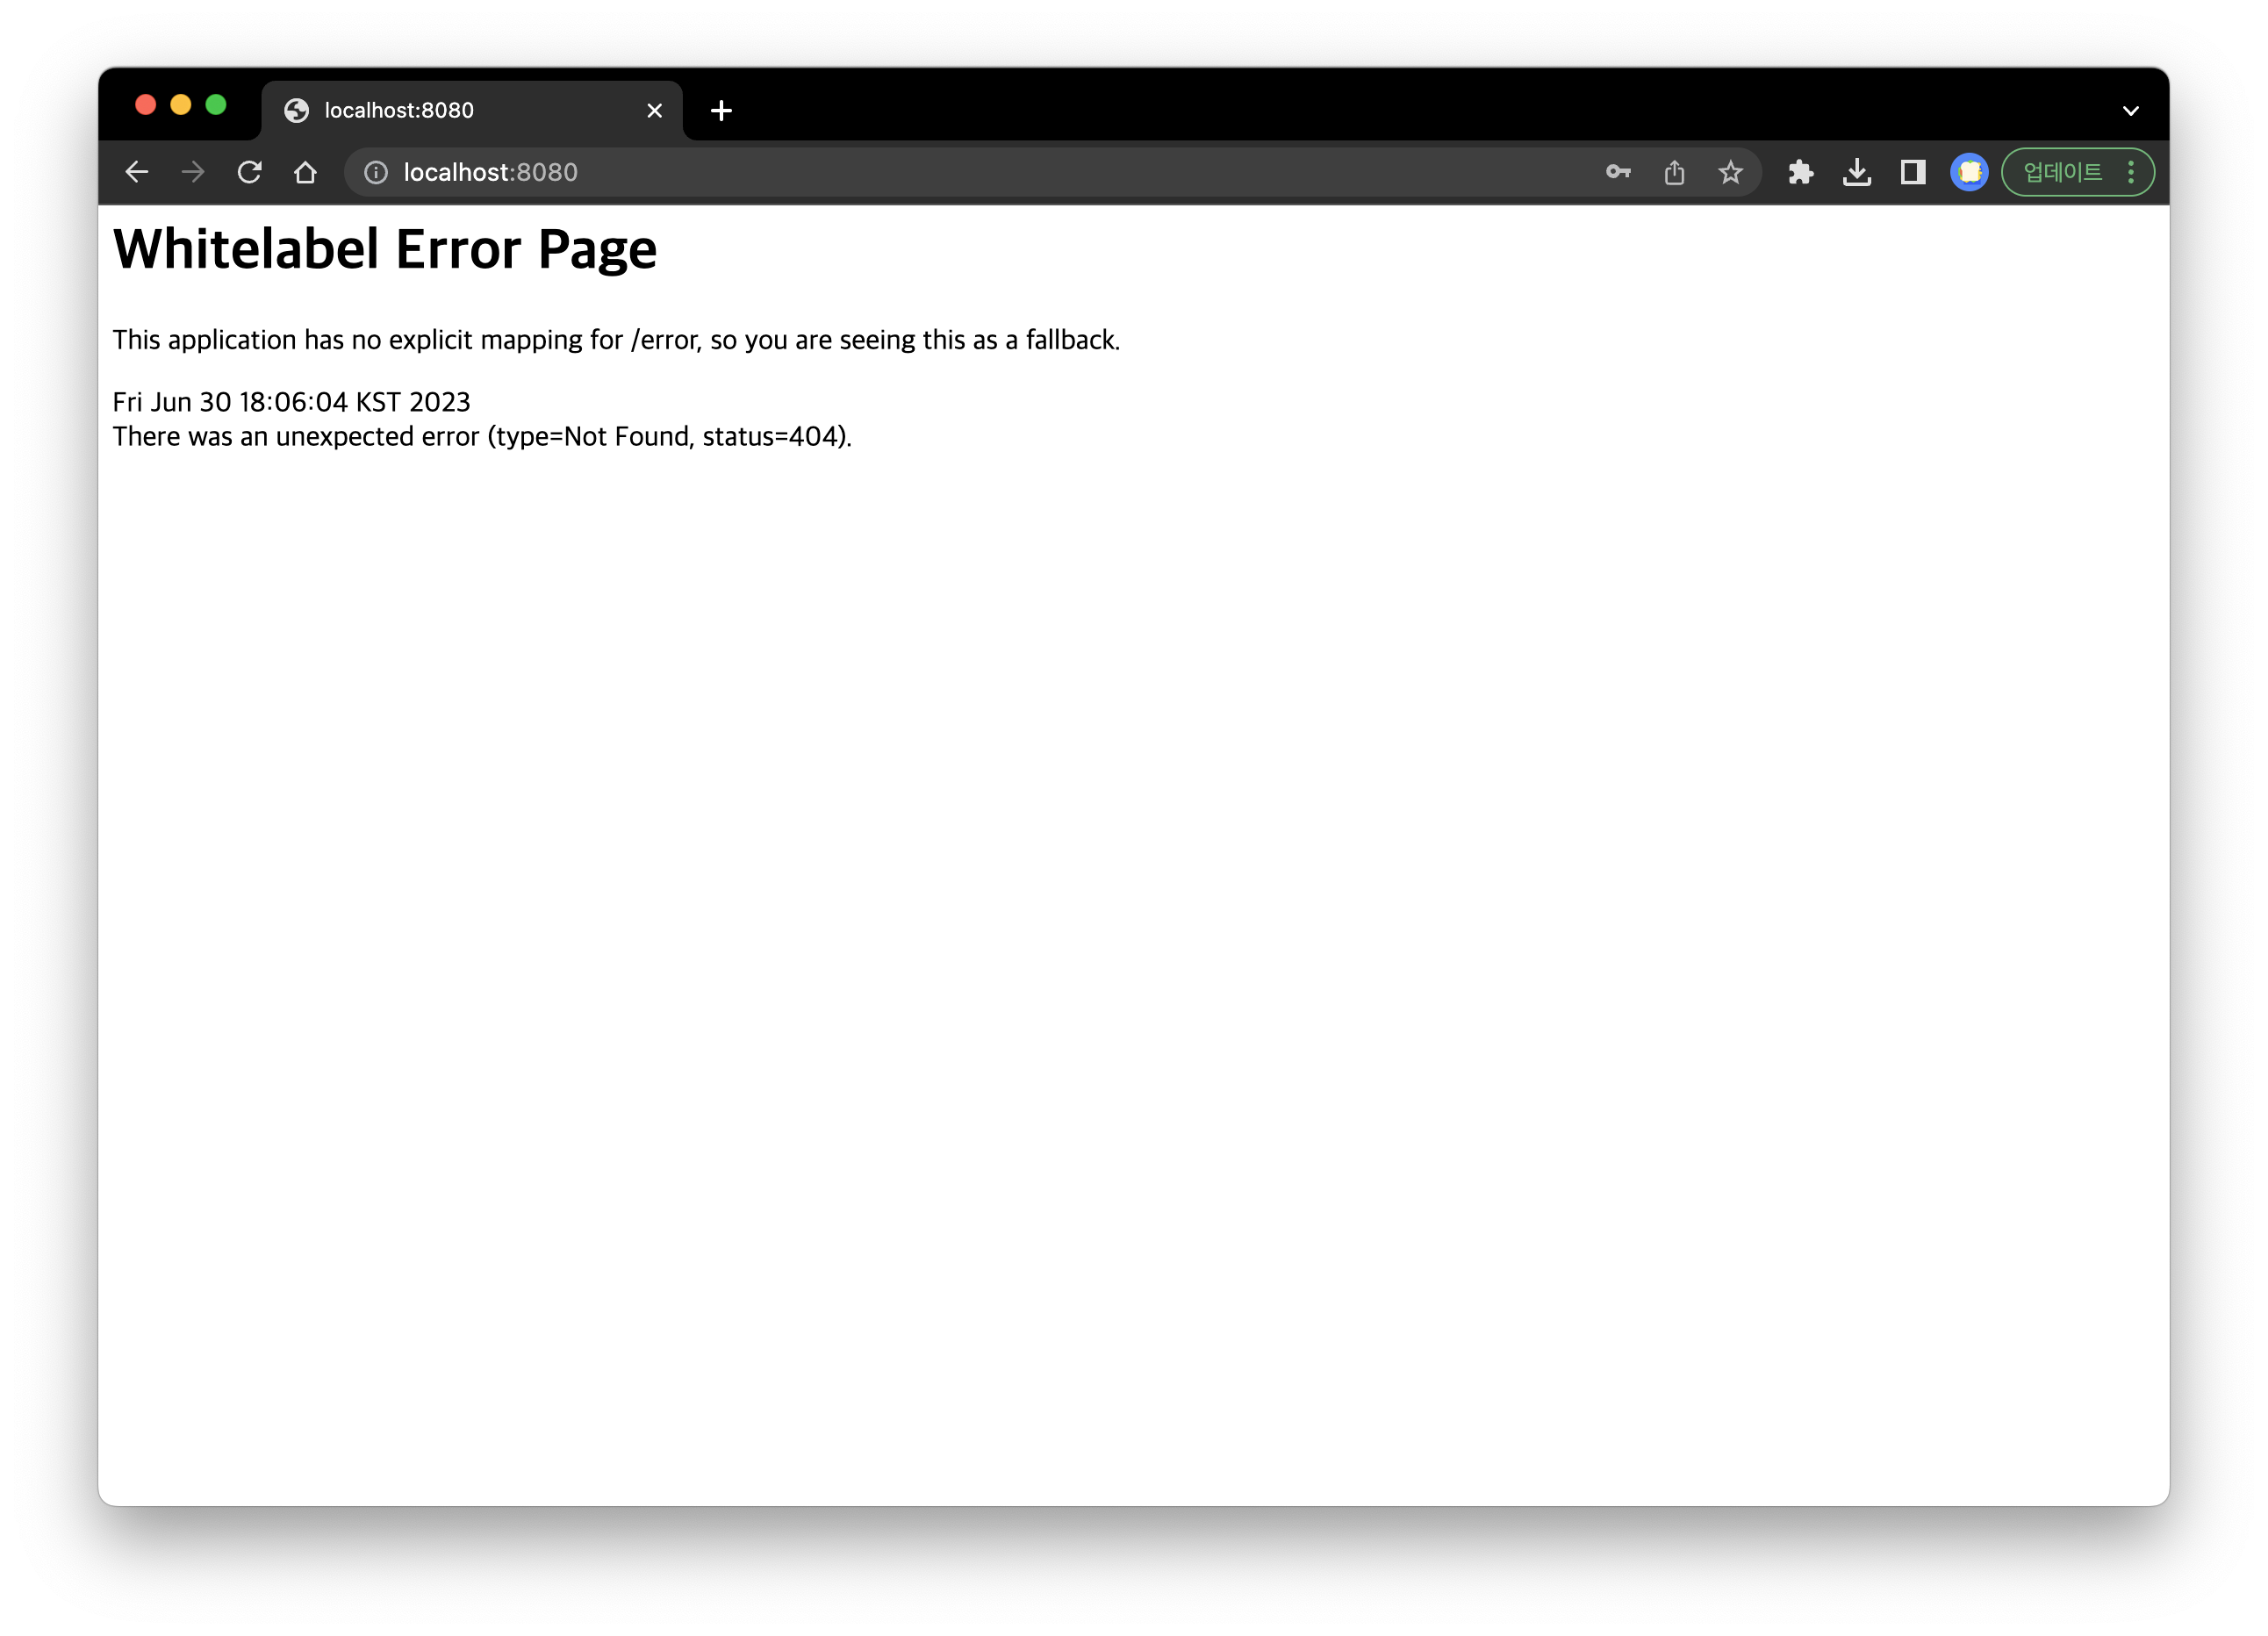 localhost:8080
localhost:8080
업데이트
Whitelabel Error Page
This application has no explicit mapping for /error, so you are seeing this as a fallback.
Fri Jun 30 18:06:04 KST 2023
There was an unexpected error (type=Not Found, status=404).